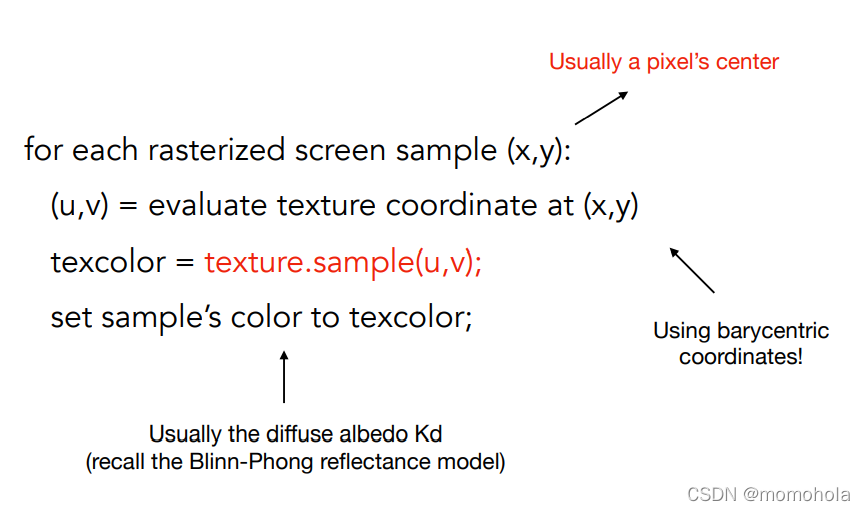 Usually a pixel's center
for each rasterized screen sample (x,y):
(u,v) = evaluate texture coordinate at (x,y)
texcolor = texture.sample(u,v);
set sample's color to texcolor;
Using barycentric
coordinates!
Usually the diffuse albedo Kd
(recall the Blinn-Phong reflectance model)
CSDN @momohola